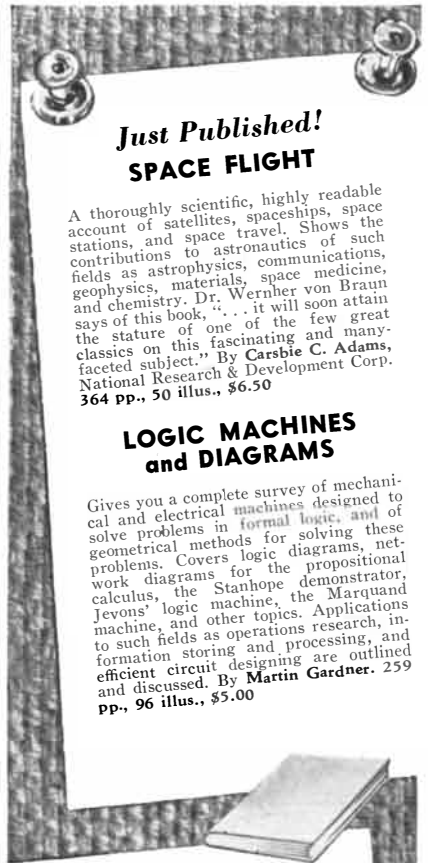 Just Published!
SPACE FLIGHT
A thoroughly scientific, highly readable
account of satellites, spaceships, space
stations, and space travel. Shows the
contributions to astronautics of such
fields as astrophysics, communications,
geophysics, materials, space medicine,
and chemistry. Dr. Wernher von Braun
says of this book, ". . . it will soon attain
the stature of one of the few great
classics on this fascinating and many-
faceted subject." By Carsbie C. Adams,
National Research & Development Corp.
364 pp., 50 illus., $6.50
LOGIC MACHINES
and DIAGRAMS
Gives you a complete survey of mechani-
cal and electrical machines designed to
solve problems in formal logic, and of
geometrical methods for solving these
problems. Covers logic diagrams, net-
work diagrams for the propositional
calculus, the Stanhope demonstrator,
Jevons' logic machine, the Marquand
machine, and other topics. Applications
to such fields as operations research, in-
formation storing and processing, and
efficient circuit designing are outlined
and discussed. By Martin Gardner. 259
pp., 96 illus., $5.00